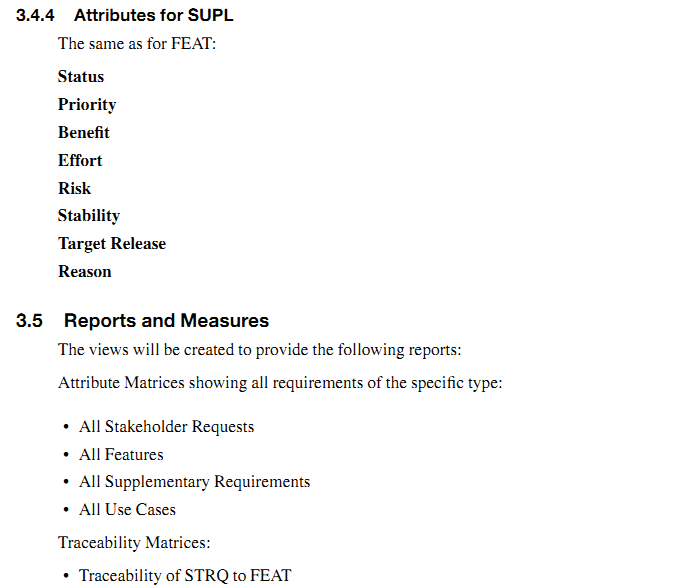 3.4.4 Attributes for SUPL
The same as for FEAT:
Status
Priority
Benefit
Effort
Risk
Stability
Target Release
Reason
3.5 Reports and Measures
The views will be created to provide the following reports:
Attribute Matrices showing all requirements of the specific type:
• All Stakeholder Requests
• All Features
• All Supplementary Requirements
• All Use Cases
Traceability Matrices:
• Traceability of STRQ to FEAT